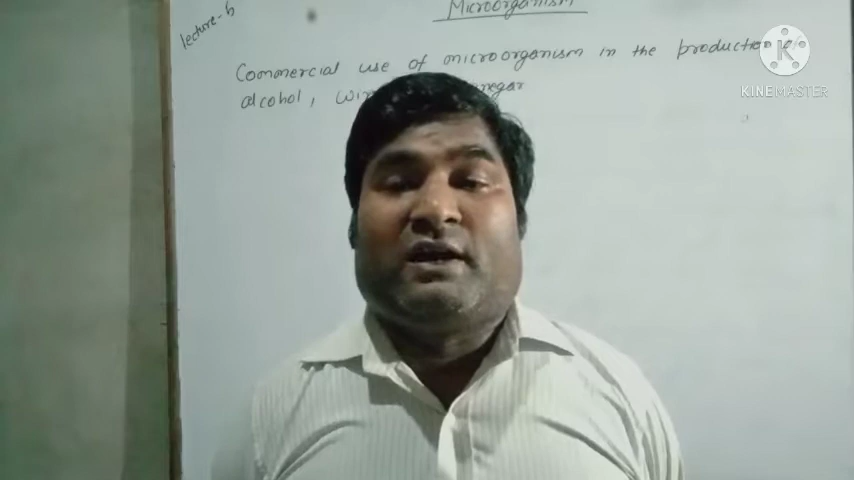 Microorganism
lecture-6
Commercial use of microorganism in the production of
alcohol,
KINEMASTER